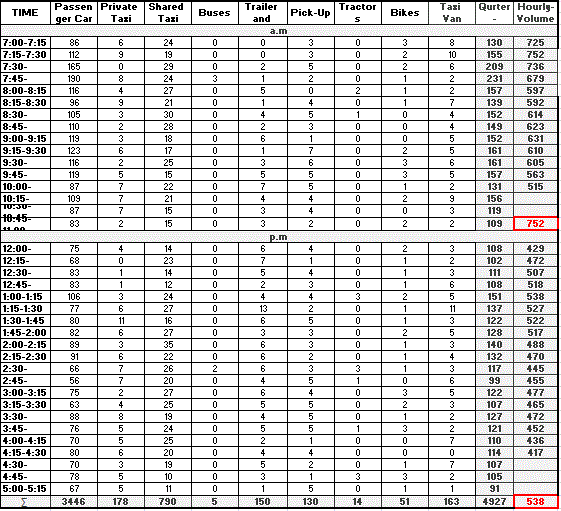 TIME Passen ger Car Private Taxi Shared Taxi Buses Trailer and Pick-Up Tractor s Bikes Taxi Van Qurter - Hourly- Volume
a.m
7:00-7:15 86 6 24 0 0 3 0 3 8 130 725
7:15-7:30 112 9 19 0 0 3 0 2 10 155 752
7:30- 165 0 29 0 2 5 0 2 6 209 736
7:45- 190 8 24 3 1 2 0 1 2 231 679
8:00-8:15 116 4 27 0 5 0 2 1 2 157 597
8:15-8:30 96 9 21 0 1 4 0 1 7 139 592
8:30- 105 3 30 0 4 5 1 0 4 152 614
8:45- 110 2 28 0 2 3 0 0 4 149 623
9:00-9:15 119 3 18 0 6 1 0 0 5 152 631
9:15-9:30 123 6 17 0 1 7 0 2 5 161 610
9:30- 116 2 25 0 3 6 0 3 6 161 605
9:45- 119 5 15 0 5 5 0 3 5 157 563
10:00- 87 7 22 0 7 5 0 1 2 131 515
10:15- 109 7 21 0 4 4 0 2 9 156
10:30- 87 7 15 0 3 4 0 0 3 119
10:45- 11:00 83 2 15 0 3 2 0 2 2 109 752
p.m
12:00- 75 4 14 0 6 4 0 2 3 108 429
12:15- 68 0 23 0 7 1 0 1 2 102 472
12:30- 83 1 14 0 5 4 0 1 3 111 507
12:45- 83 1 12 0 2 3 0 1 6 108 518
1:00-1:15 106 3 24 0 4 4 3 2 5 151 538
1:15-1:30 77 6 27 0 13 2 0 1 11 137 527
1:30-1:45 80 11 16 0 6 5 0 1 3 122 522
1:45-2:00 82 6 27 0 3 3 0 2 5 128 517
2:00-2:15 89 3 35 0 6 3 0 1 3 140 488
2:15-2:30 91 6 22 0 6 2 0 1 4 132 470
2:30- 66 7 26 2 6 3 3 1 3 117 445
2:45- 56 7 20 0 4 5 1 0 6 99 455
3:00-3:15 75 2 27 0 6 4 0 3 5 122 477
3:15-3:30 63 4 25 0 5 5 0 2 3 107 465
3:30- 88 8 19 0 4 5 0 1 2 127 472
3:45- 76 5 24 0 5 5 1 3 2 121 452
4:00-4:15 70 5 25 0 2 1 0 0 7 110 436
4:15-4:30 80 6 20 0 4 4 0 0 0 114 417
4:30- 70 3 19 0 5 2 0 1 7 107
4:45- 78 5 10 0 3 1 3 3 2 105
5:00-5:15 67 5 11 0 1 5 0 1 1 91
∑ 3446 178 790 5 150 130 14 51 163 4927 538